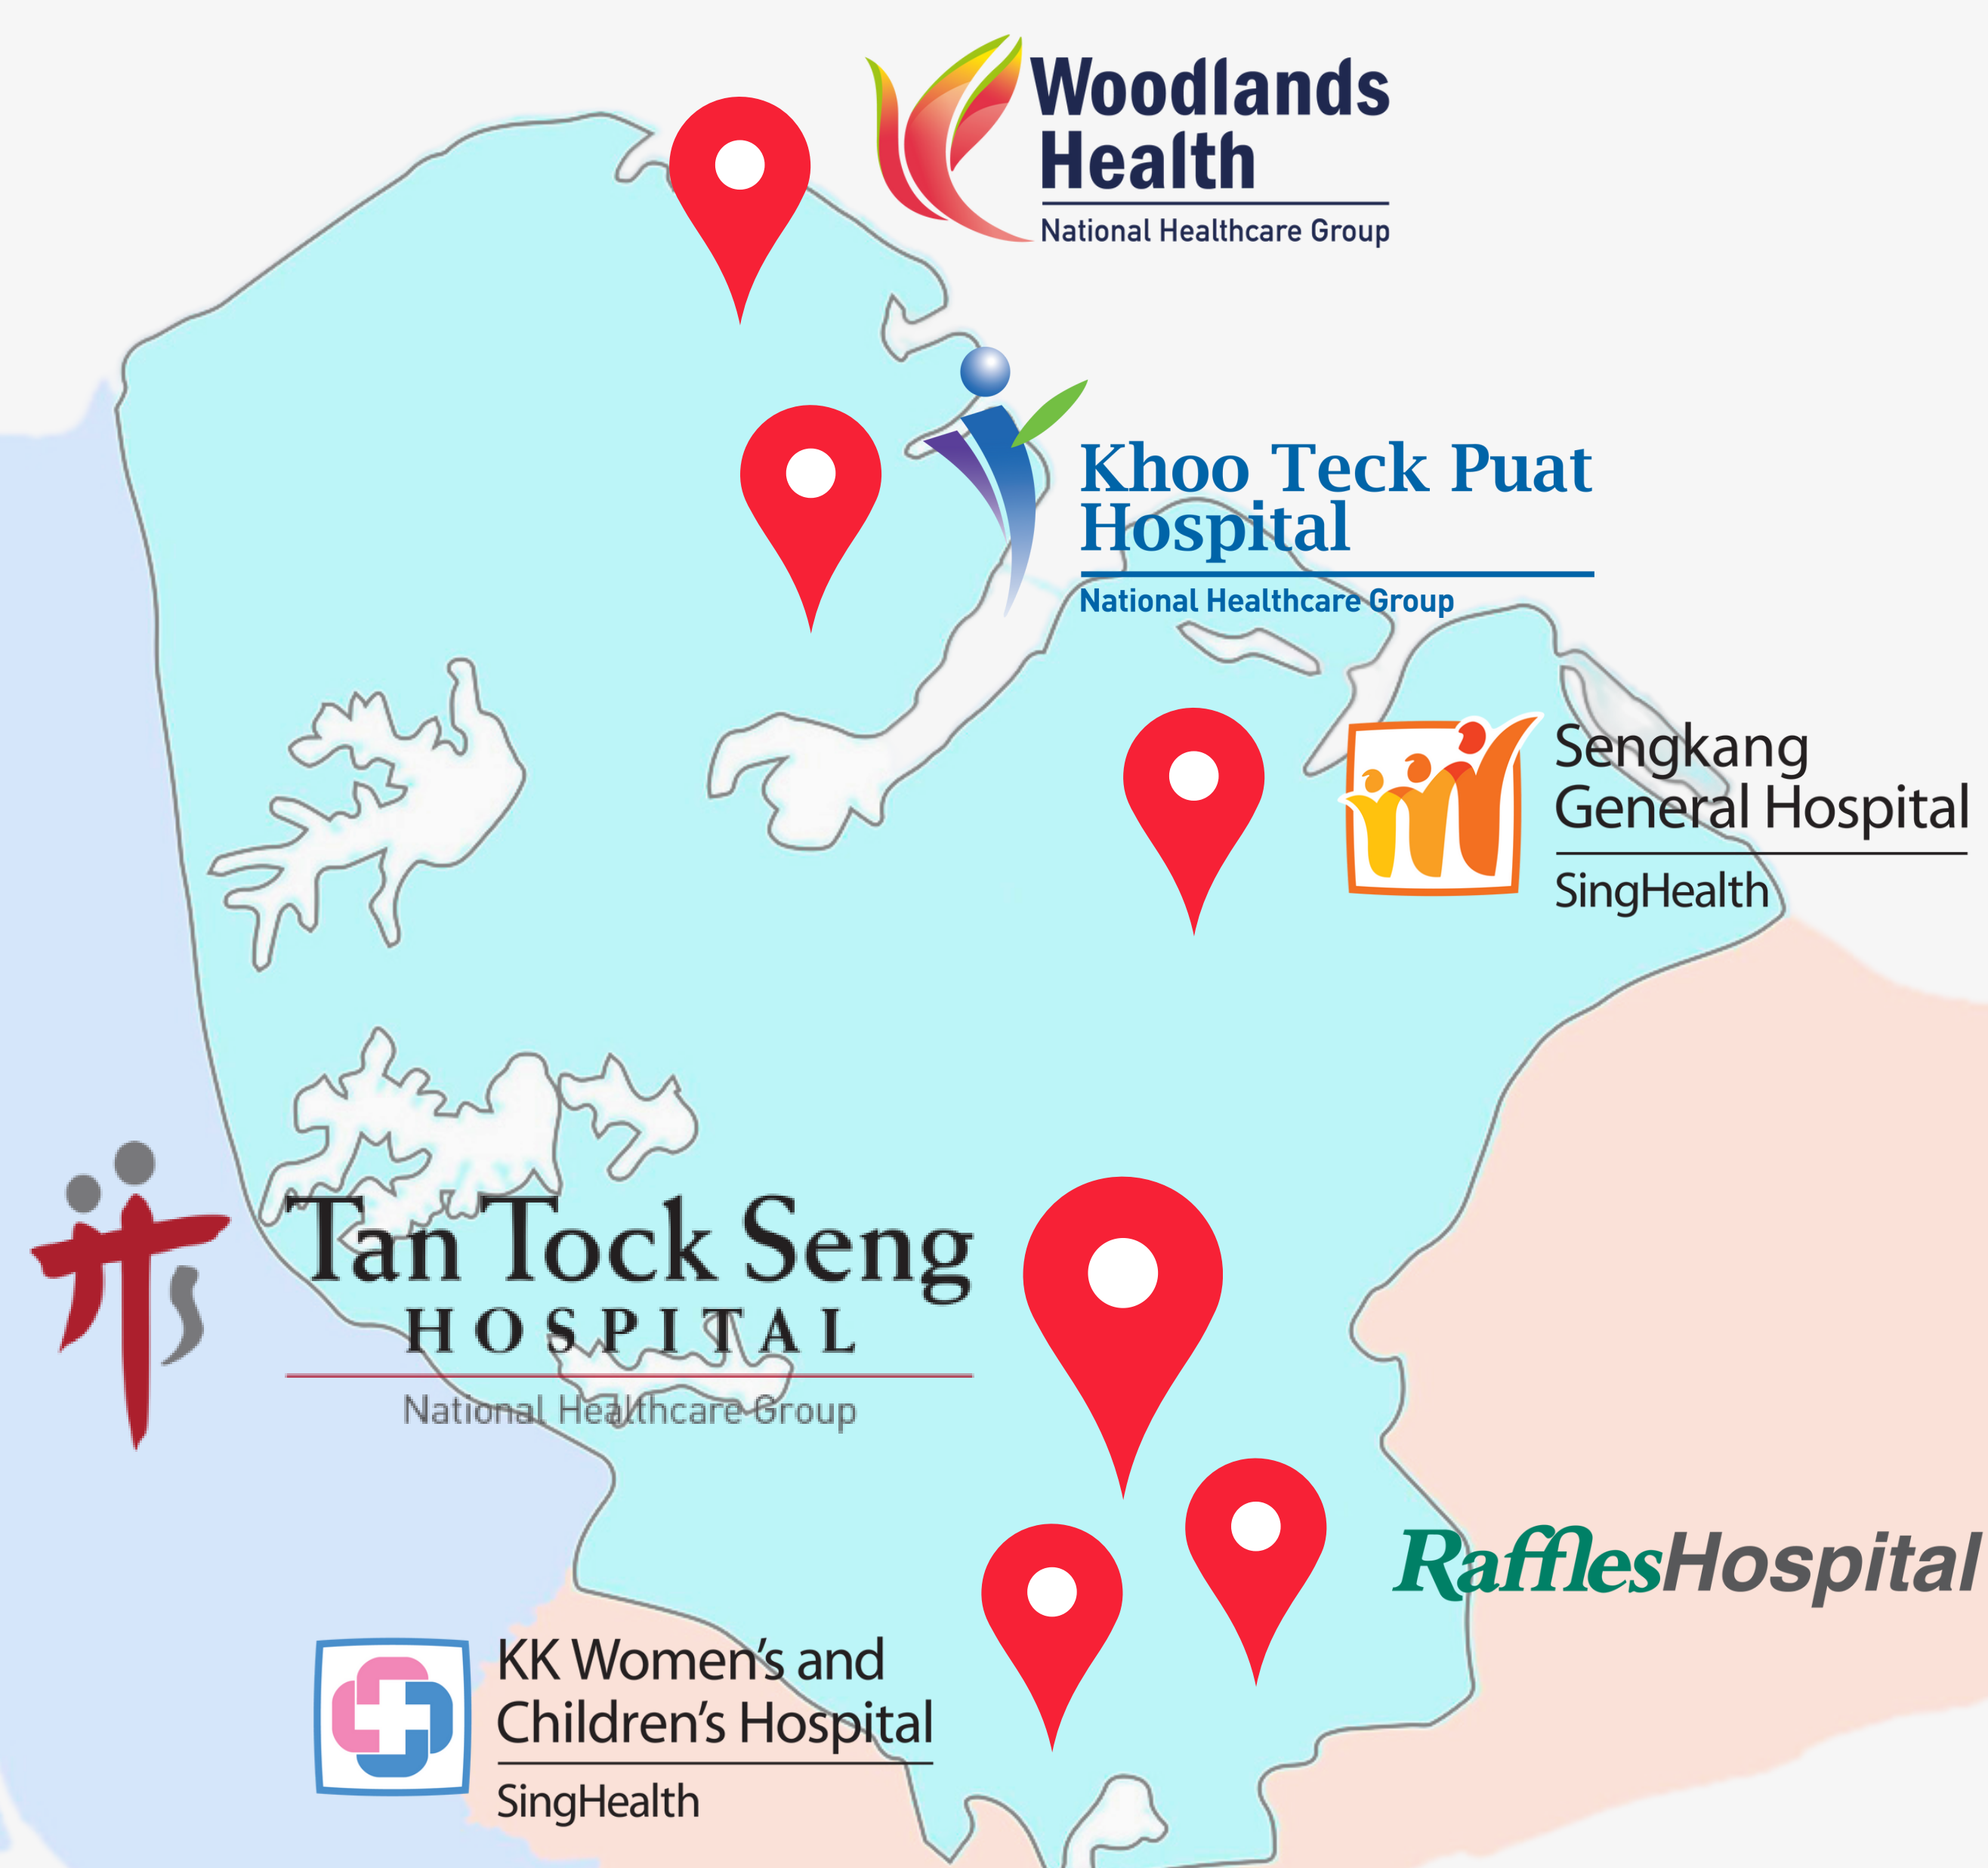 Woodlands
Health
National Healthcare Group
Khoo Teck Puat
Hospital
National Healthcare Group
Sengkang
General Hospital
SingHealth
Tan Tock Seng
HOSPITAL
National Healthcare Group
RafflesHospital
KK Women's and
Children's Hospital
SingHealth